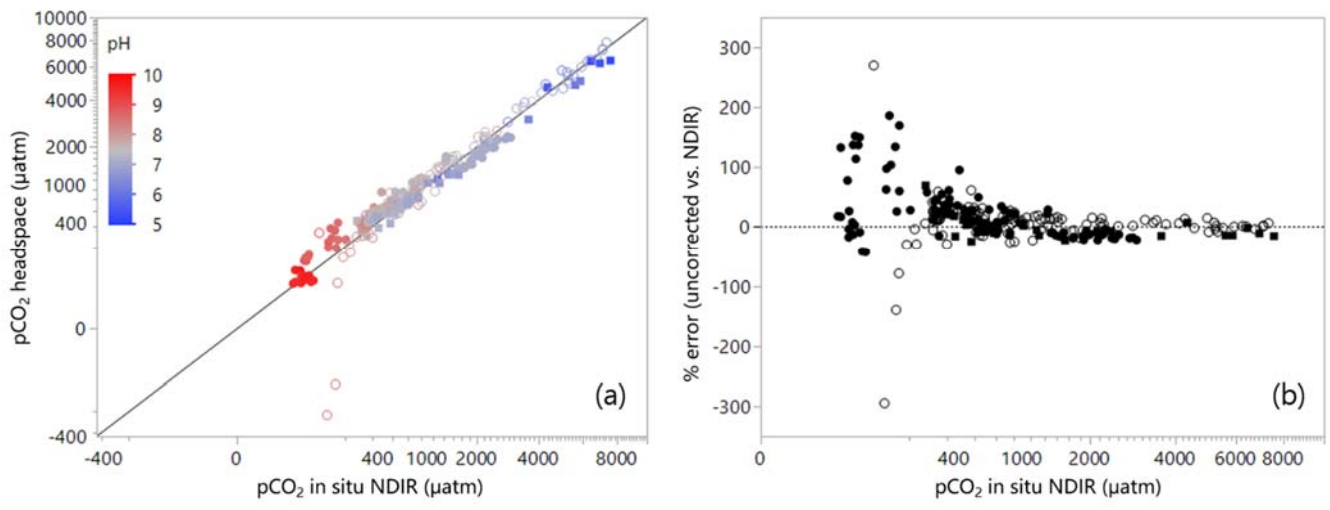 10000
8000
6000
4000
2000
1000
400
0
-400
pH
10
9
8
7
6
5
pCO₂ headspace (µatm)
(a)
-400 0 400 1000 2000 4000 8000
pCO₂ in situ NDIR (µatm)
300
200
100
0
-100
-200
-300
% error (uncorrected vs. NDIR)
(b)
0 400 1000 2000 4000 6000 8000
pCO₂ in situ NDIR (µatm)